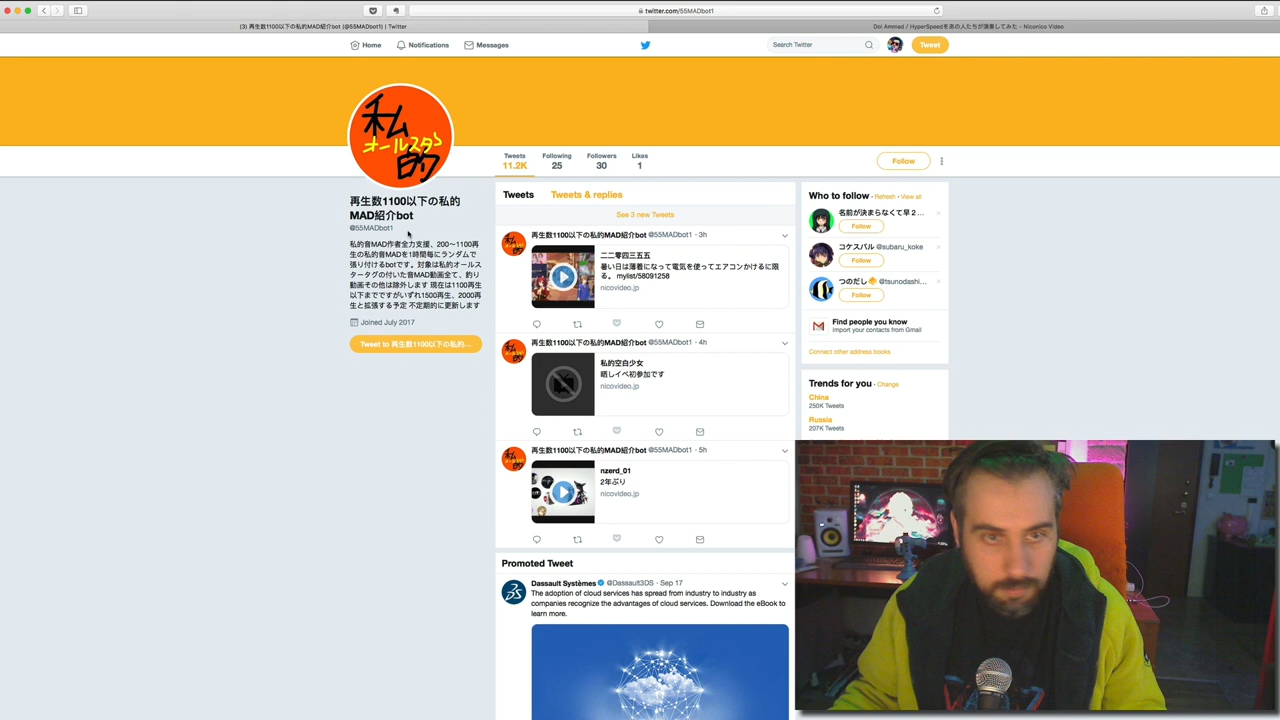 twitter.com/55MADbot1
(3) 再生数1100以下の私的MAD紹介bot (@55MADbot1) | Twitter
Do! Ammad / HyperSpeedをあの人たちが演奏してみた - Niconico Video
Home
Notifications
Messages
Search Twitter
Tweet
私
オールスター
的
Tweets
11.2K
Following
25
Followers
30
Likes
1
Follow
再生数1100以下の私的
MAD紹介bot
@55MADbot1
私的音MAD作者全力支援、200〜1100再
生の私的音MADを1時間毎にランダムで
張り付けるbotです。対象は私的オールス
タータグの付いた音MAD動画全て、釣り
動画その他は除外します 現在は1100再生
以下までですがいずれ1500再生、2000再
生と拡張する予定 不定期的に更新します
Joined July 2017
Tweet to 再生数1100以下の私的...
Tweets
Tweets & replies
See 3 new Tweets
再生数1100以下の私的MAD紹介bot @55MADbot1 · 3h
二二零四三五五
暑い日は薄着になって電気を使ってエアコンかけるに限
る。 mylist/58091258
nicovideo.jp
再生数1100以下の私的MAD紹介bot @55MADbot1 · 4h
私的空白少女
晒しイベ初参加です
nicovideo.jp
再生数1100以下の私的MAD紹介bot @55MADbot1 · 5h
nzerd_01
2年ぶり
nicovideo.jp
Promoted Tweet
Dassault Systèmes @Dassault3DS · Sep 17
The adoption of cloud services has spread from industry to industry as
companies recognize the advantages of cloud services. Download the eBook to
learn more.
Who to follow · Refresh · View all
名前が決まらなくて早２...
Follow
コケスバル @subaru_koke
Follow
つのだし @tsunodashi...
Follow
Find people you know
Import your contacts from Gmail
Connect other address books
Trends for you · Change
China
250K Tweets
Russia
207K Tweets